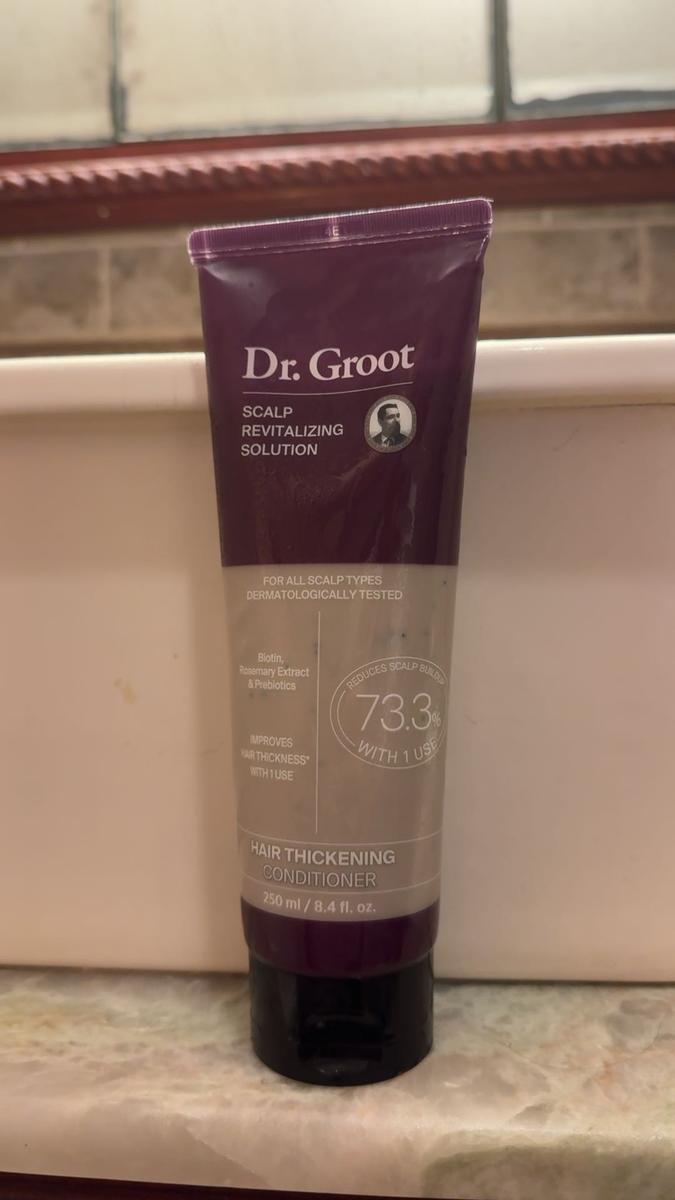 4E
Dr. Groot
SCALP
REVITALIZING
SOLUTION
FOR ALL SCALP TYPES
DERMATOLOGICALLY TESTED
Biotin,
Rosemary Extract
& Prebiotics
IMPROVES
HAIR THICKNESS*
WITH 1 USE
REDUCES SCALP BUILDUP
73.3%
WITH 1 USE
HAIR THICKENING
CONDITIONER
250 ml / 8.4 fl. oz.